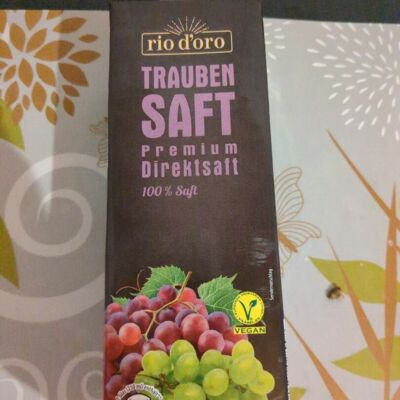 rio d'oro
TRAUBEN
SAFT
Premium
Direktsaft
100% Saft
VEGAN